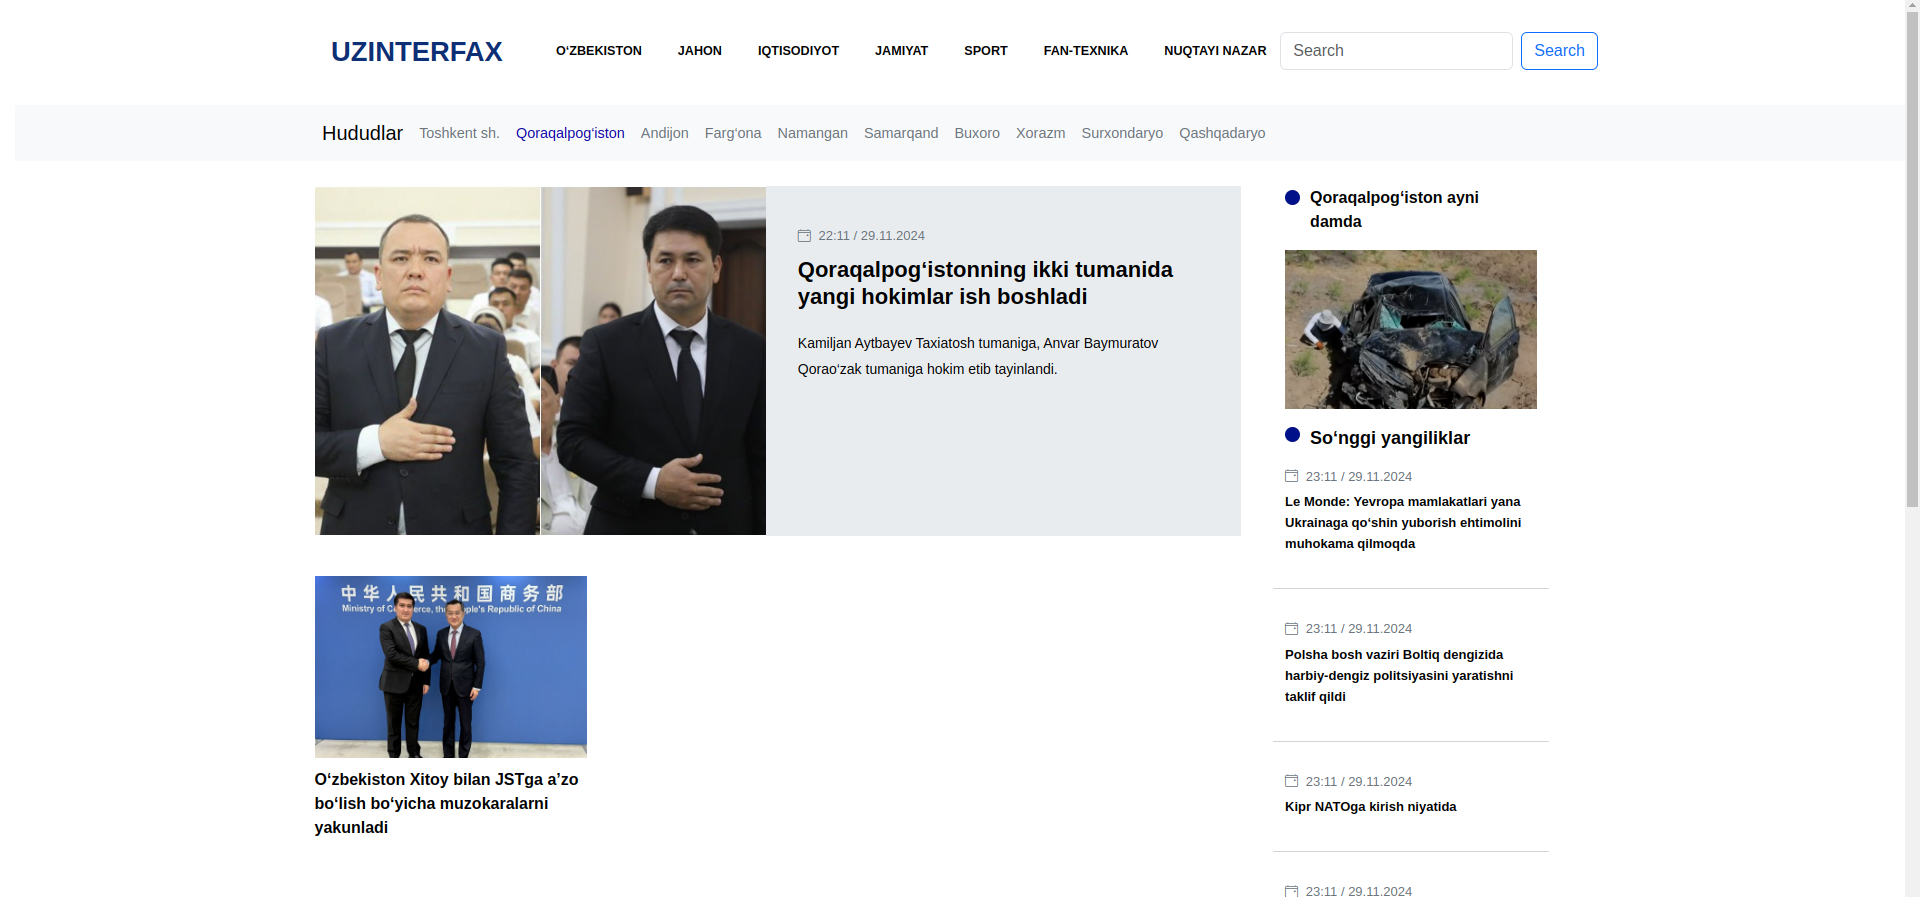 UZINTERFAX
O‘ZBEKISTON JAHON IQTISODIYOT JAMIYAT SPORT FAN-TEXNIKA NUQTAYI NAZAR
Search Search
Hududlar Toshkent sh. Qoraqalpog‘iston Andijon Farg‘ona Namangan Samarqand Buxoro Xorazm Surxondaryo Qashqadaryo
22:11 / 29.11.2024
Qoraqalpog‘istonning ikki tumanida
yangi hokimlar ish boshladi
Kamiljan Aytbayev Taxiatosh tumaniga, Anvar Baymuratov
Qorao‘zak tumaniga hokim etib tayinlandi.
中华人民共和国商务部
Ministry of Commerce, the People's Republic of China
O‘zbekiston Xitoy bilan JSTga a’zo
bo‘lish bo‘yicha muzokaralarni
yakunladi
Qoraqalpog‘iston ayni
damda
So‘nggi yangiliklar
23:11 / 29.11.2024
Le Monde: Yevropa mamlakatlari yana
Ukrainaga qo‘shin yuborish ehtimolini
muhokama qilmoqda
23:11 / 29.11.2024
Polsha bosh vaziri Boltiq dengizida
harbiy-dengiz politsiyasini yaratishni
taklif qildi
23:11 / 29.11.2024
Kipr NATOga kirish niyatida
23:11 / 29.11.2024